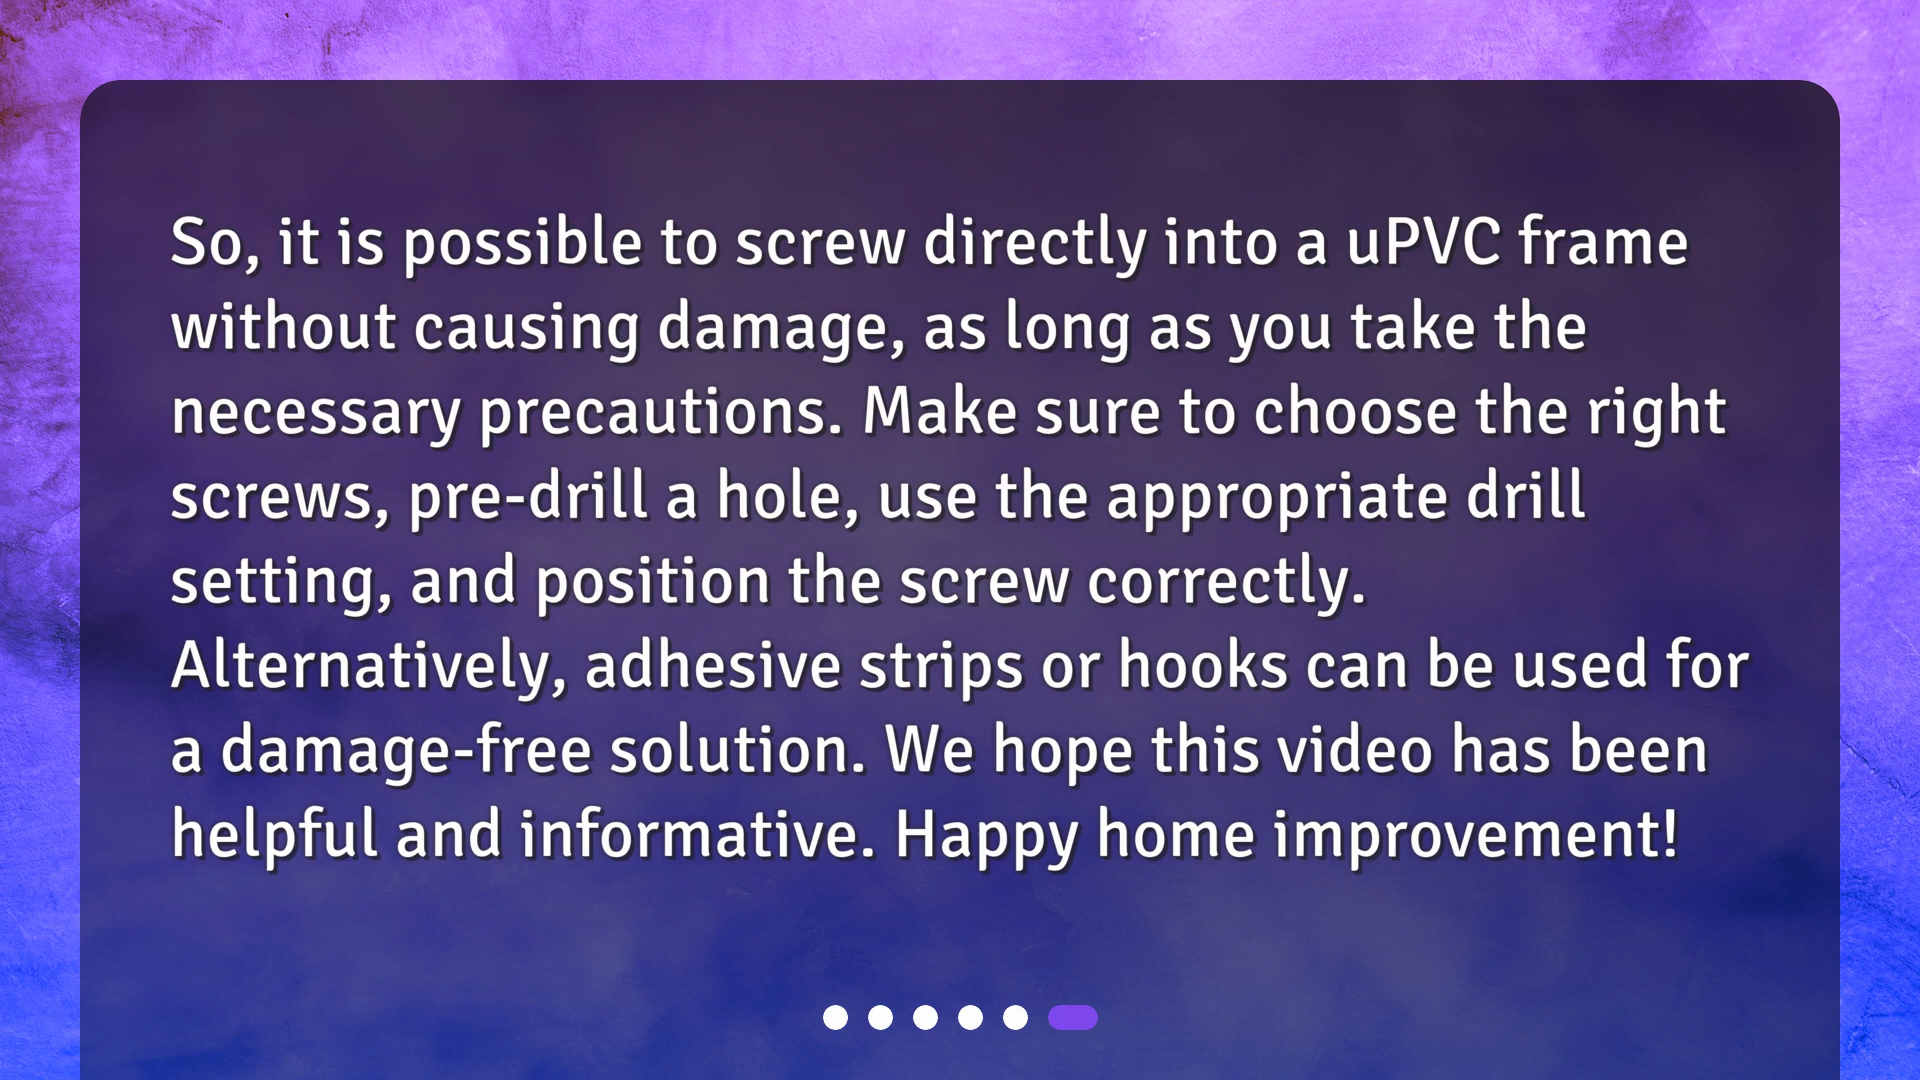 So, it is possible to screw directly into a uPVC frame
without causing damage, as long as you take the
necessary precautions. Make sure to choose the right
screws, pre-drill a hole, use the appropriate drill
setting, and position the screw correctly.
Alternatively, adhesive strips or hooks can be used for
a damage-free solution. We hope this video has been
helpful and informative. Happy home improvement!